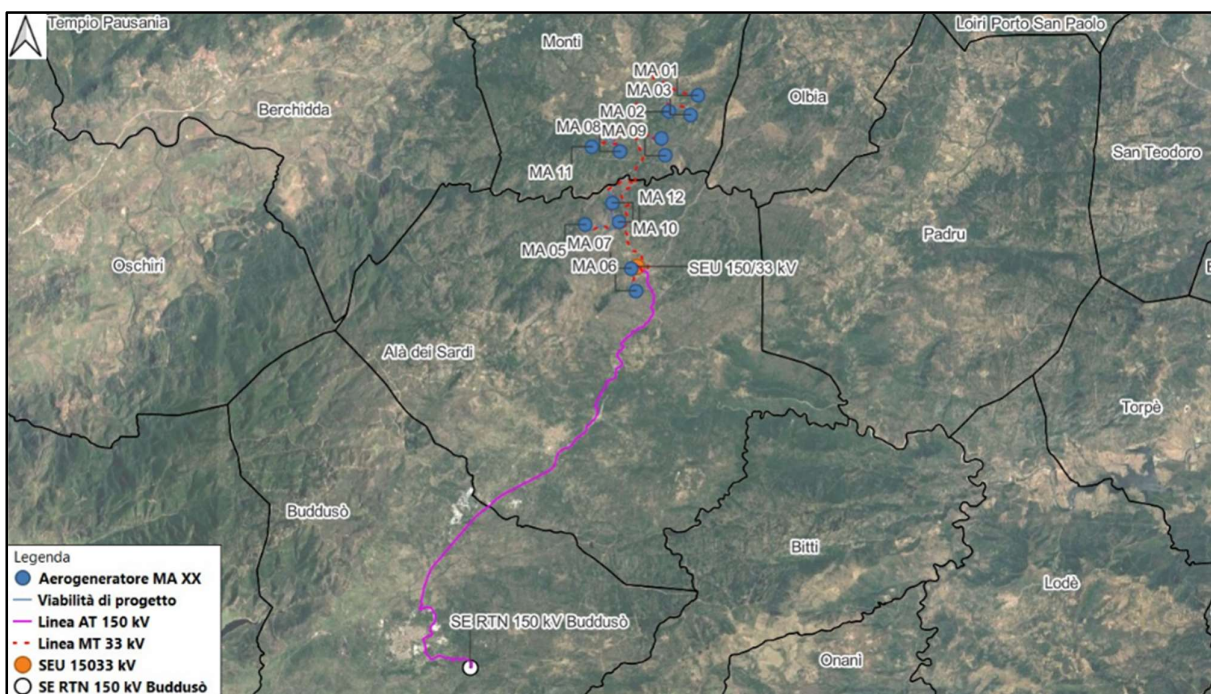 Tempio Pausania
Monti
Loiri Porto San Paolo
MA 01
MA 03
Berchidda
Olbia
MA 02
MA 08
MA 09
San Teodoro
MA 11
MA 12
MA 10
Padru
MA 05
MA 07
Oschiri
MA 06
SEU 150/33 kV
Alà dei Sardi
Torpè
Buddusò
Bitti
Lodè
SE RTN 150 kV Buddusò
Onanì
Legenda
Aerogeneratore MA XX
Viabilità di progetto
Linea AT 150 kV
Linea MT 33 kV
SEU 15033 kV
SE RTN 150 kV Buddusò